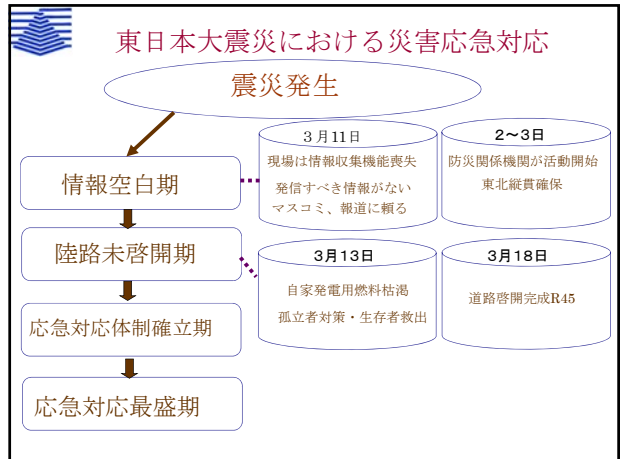 東日本大震災における災害応急対応
震災発生
情報空白期
陸路未啓開期
応急対応体制確立期
応急対応最盛期
３月11日
現場は情報収集機能喪失
発信すべき情報がない
マスコミ、報道に頼る
2～3日
防災関係機関が活動開始
東北縦貫確保
3月13日
自家発電用燃料枯渇
孤立者対策・生存者救出
3月18日
道路啓開完成R45